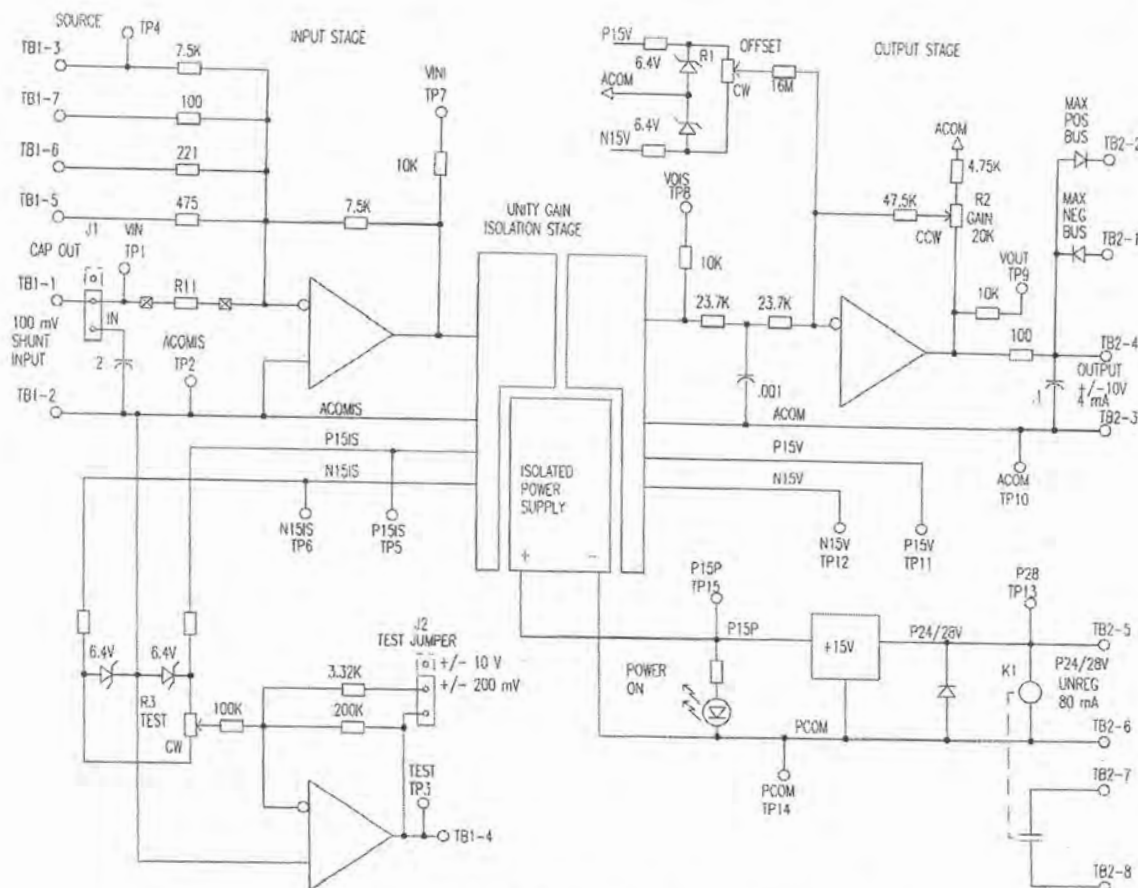 SOURCE
TP4
TB1-3
7.5K
TB1-7
100
TB1-6
221
TB1-5
475
J1
CAP OUT
VIN
TP1
TB1-1
R11
IN
100 mV
SHUNT
INPUT
.2
ACOMIS
TP2
TB1-2
INPUT STAGE
VINI
TP7
10K
7.5K
ACOMIS
P15IS
N15IS
N15IS
TP6
P15IS
TP5
UNITY GAIN
ISOLATION STAGE
ISOLATED
POWER
SUPPLY
+
-
P15V
6.4V
R1
OFFSET
ACOM
CW
16M
6.4V
N15V
OUTPUT STAGE
VOIS
TP8
10K
23.7K
23.7K
.001
ACOM
4.75K
47.5K
R2
GAIN
20K
CCW
MAX
POS
BUS
TB2-2
MAX
NEG
BUS
TB2-1
VOUT
TP9
10K
100
TB2-4
OUTPUT
+/-10V
4 mA
.1
TB2-3
ACOM
P15V
N15V
ACOM
TP10
N15V
TP12
P15V
TP11
6.4V
6.4V
R3
TEST
CW
100K
J2
TEST JUMPER
+/- 10 V
+/- 200 mV
3.32K
200K
TEST
TP3
TB1-4
P15P
TP15
P15P
POWER
ON
+15V
P24/28V
P28
TP13
TB2-5
K1
P24/28V
UNREG
80 mA
PCOM
TB2-6
PCOM
TP14
TB2-7
TB2-8